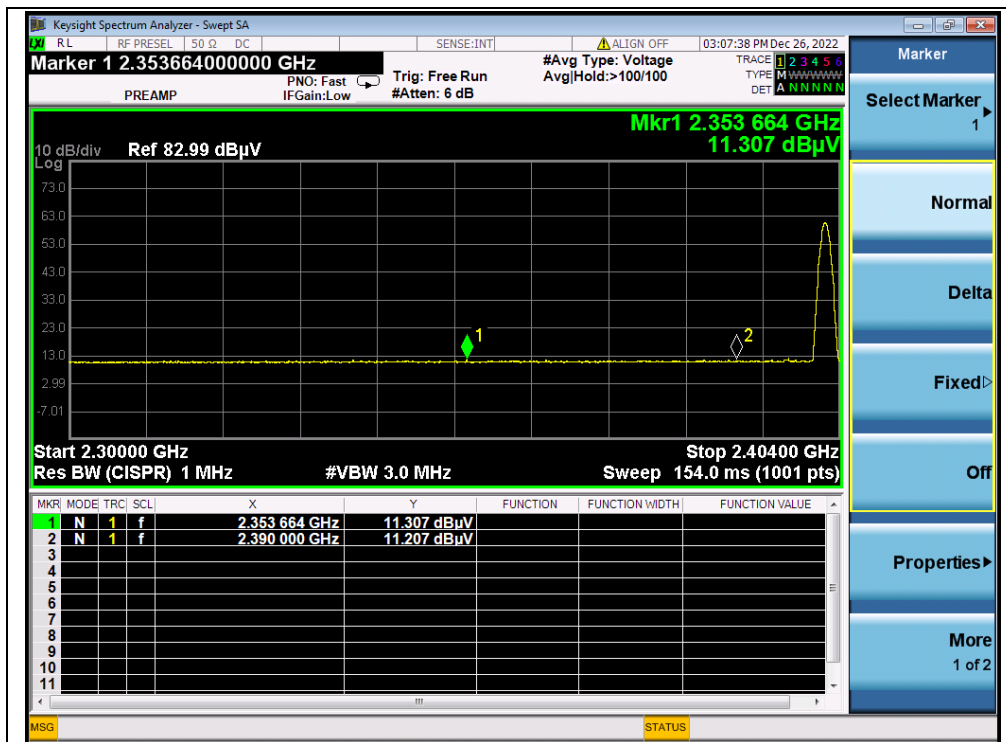 Keysight Spectrum Analyzer - Swept SA
LXI RL RF PRESEL 50 Ω DC SENSE:INT ALIGN OFF 03:07:38 PM Dec 26, 2022
Marker 1 2.353664000000 GHz
PREAMP
PNO: Fast
IFGain:Low
Trig: Free Run
#Atten: 6 dB
#Avg Type: Voltage
Avg|Hold:>100/100
TRACE 1 2 3 4 5 6
TYPE M WWWWW
DET A N N N N N
Mkr1 2.353 664 GHz
11.307 dBµV
10 dB/div Ref 82.99 dBµV
Log
73.0
63.0
53.0
43.0
33.0
23.0
13.0
2.99
-7.01
1
2
Start 2.30000 GHz Stop 2.40400 GHz
Res BW (CISPR) 1 MHz #VBW 3.0 MHz Sweep 154.0 ms (1001 pts)
MKR MODE TRC SCL X Y FUNCTION FUNCTION WIDTH FUNCTION VALUE
1 N 1 f 2.353 664 GHz 11.307 dBµV
2 N 1 f 2.390 000 GHz 11.207 dBµV
3
4
5
6
7
8
9
10
11
MSG STATUS
Marker
Select Marker
1
Normal
Delta
Fixed
Off
Properties
More
1 of 2